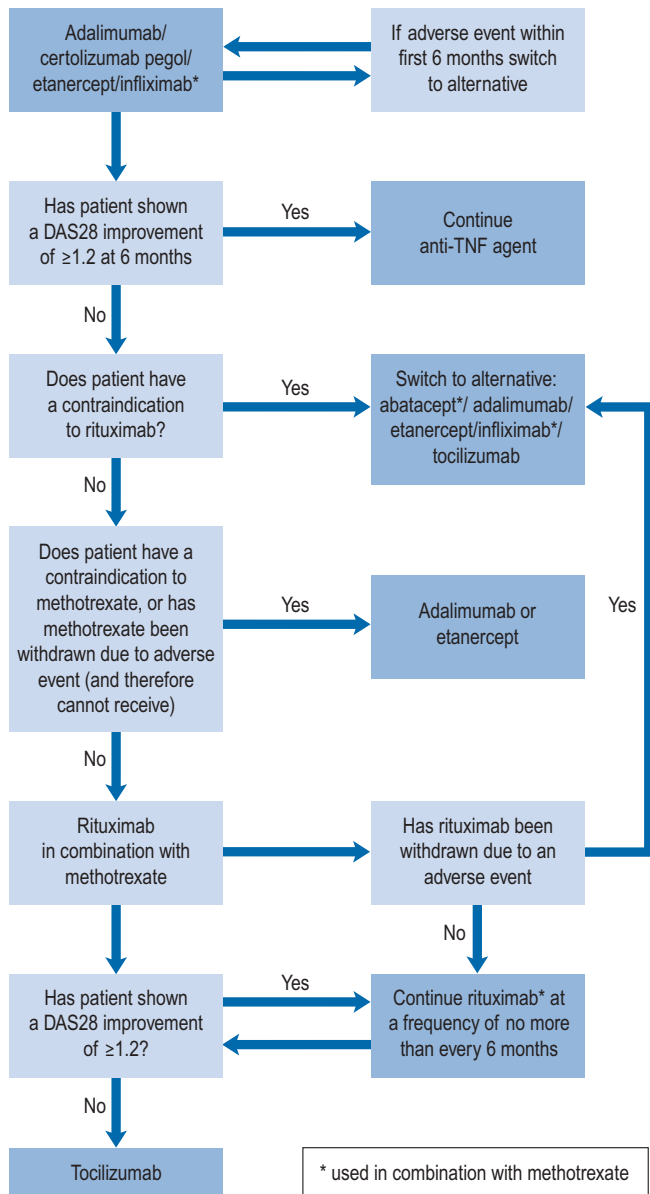 Adalimumab/
certolizumab pegol/
etanercept/infliximab*
If adverse event within
first 6 months switch
to alternative
Has patient shown
a DAS28 improvement
of ≥1.2 at 6 months
Yes
Continue
anti-TNF agent
No
Does patient have
a contraindication
to rituximab?
Yes
Switch to alternative:
abatacept*/ adalimumab/
etanercept/infliximab*/
tocilizumab
No
Does patient have a
contraindication to
methotrexate, or has
methotrexate been
withdrawn due to adverse
event (and therefore
cannot receive)
Yes
Adalimumab or
etanercept
Yes
No
Rituximab
in combination with
methotrexate
Has rituximab been
withdrawn due to an
adverse event
No
Has patient shown
a DAS28 improvement
of ≥1.2?
Yes
Continue rituximab* at
a frequency of no more
than every 6 months
No
Tocilizumab
* used in combination with methotrexate